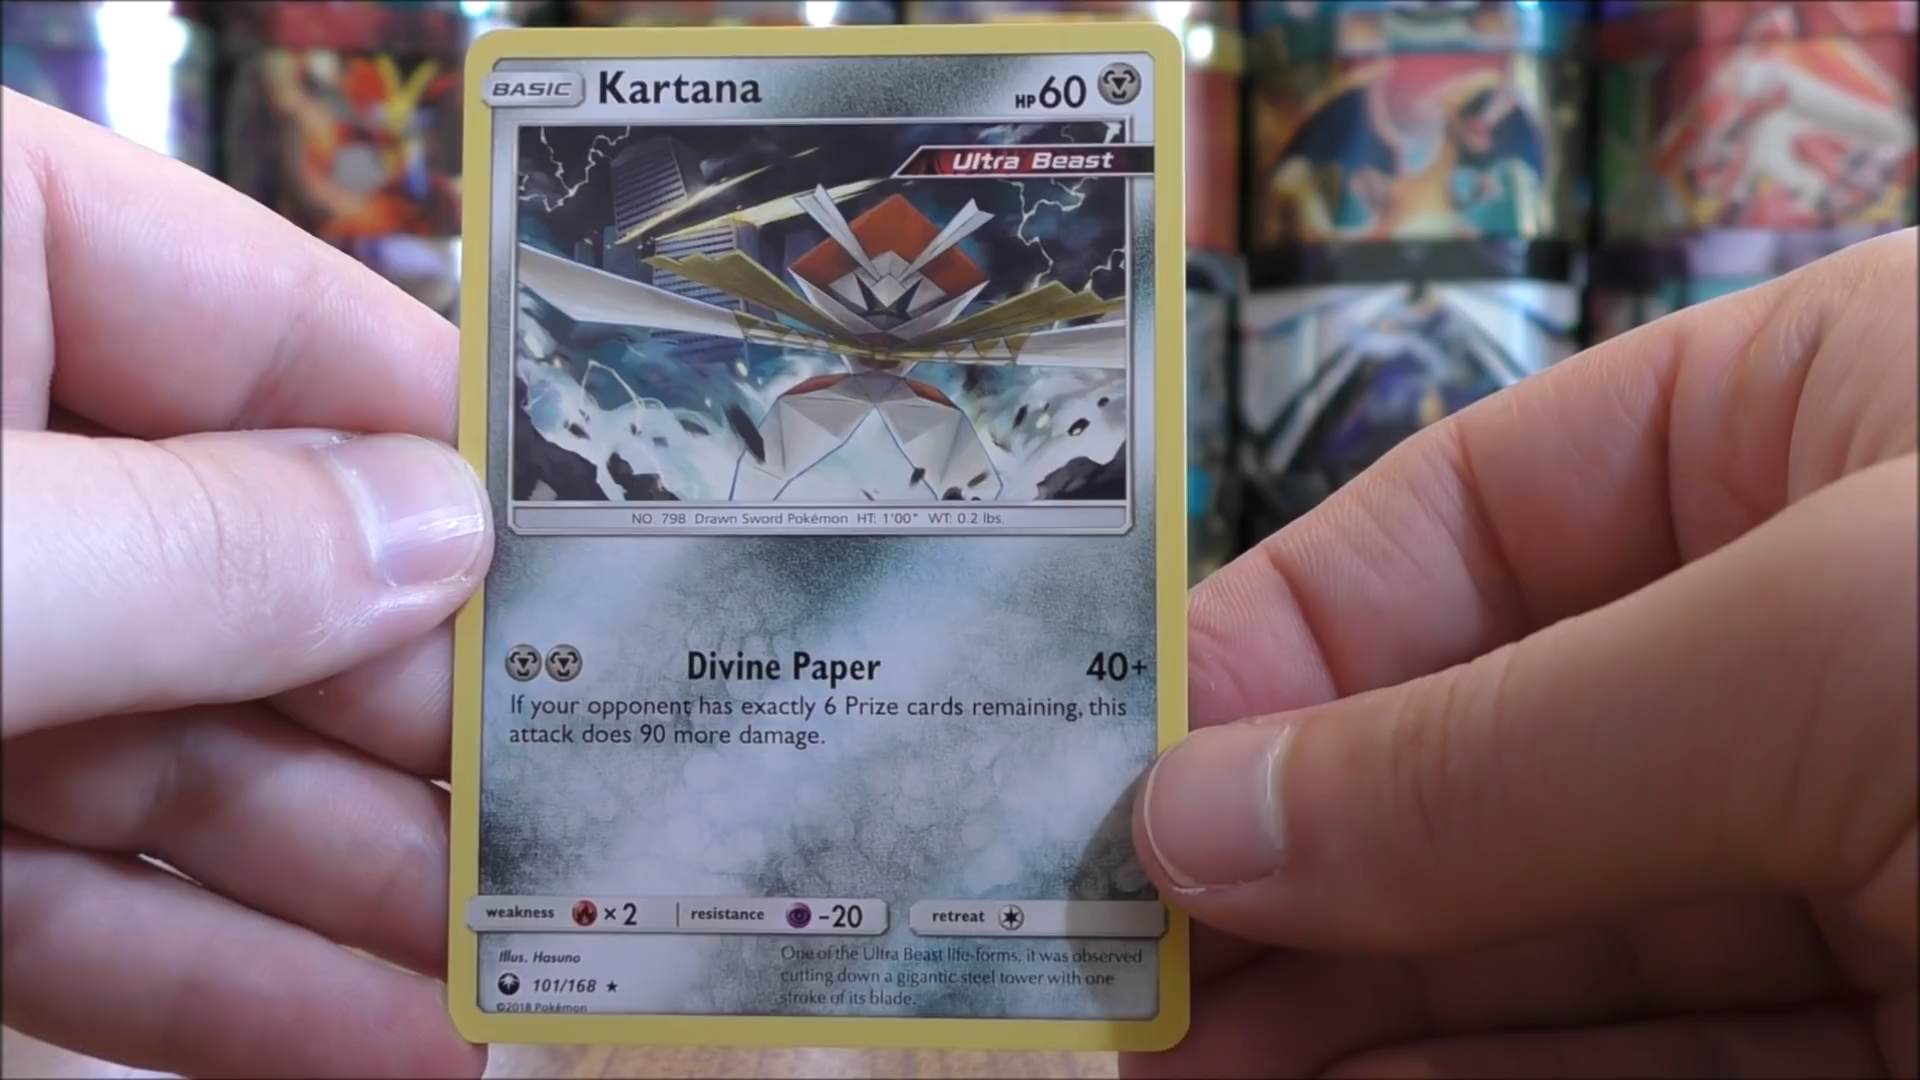 BASIC Kartana HP 60
Ultra Beast
NO. 798 Drawn Sword Pokémon HT: 1'00" WT: 0.2 lbs.
Divine Paper 40+
If your opponent has exactly 6 Prize cards remaining, this
attack does 90 more damage.
weakness ×2 resistance -20 retreat
Illus. Hasuno
101/168 ★
©2018 Pokémon
One of the Ultra Beast life-forms, it was observed
cutting down a gigantic steel tower with one
stroke of its blade.